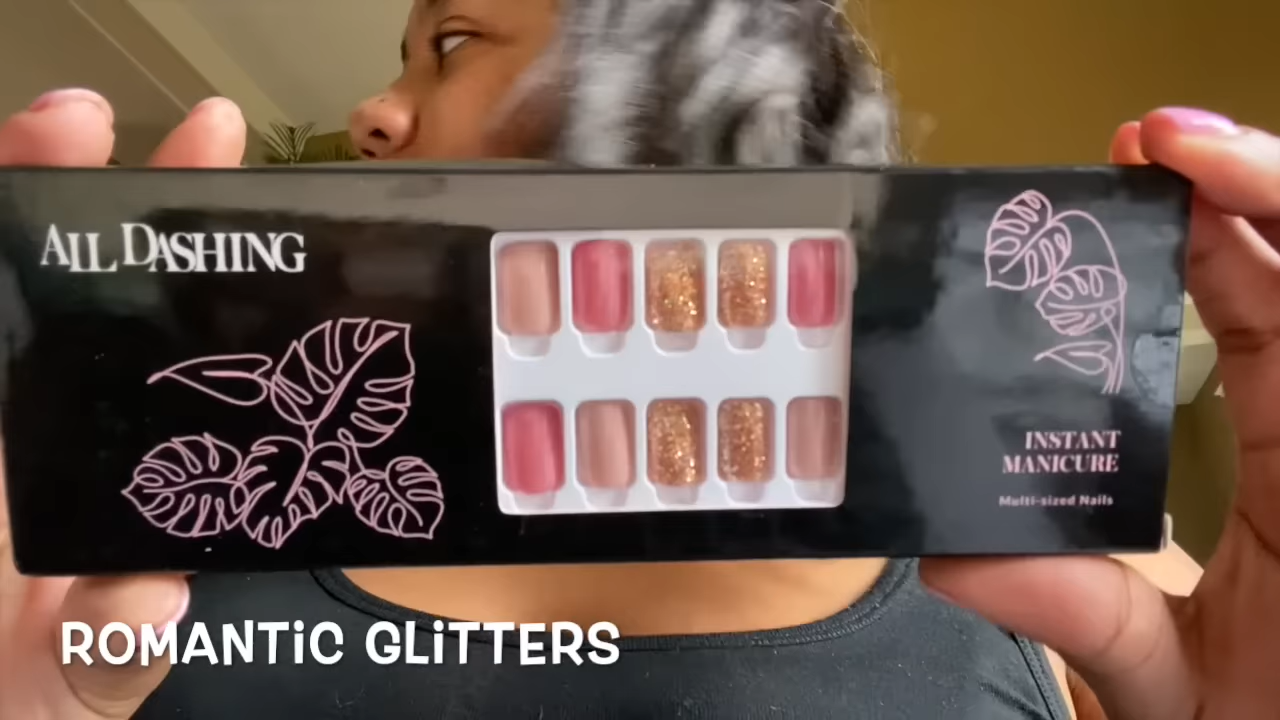 ALL DASHING
INSTANT
MANICURE
Multi-sized Nails
ROMANTIC GLITTERS